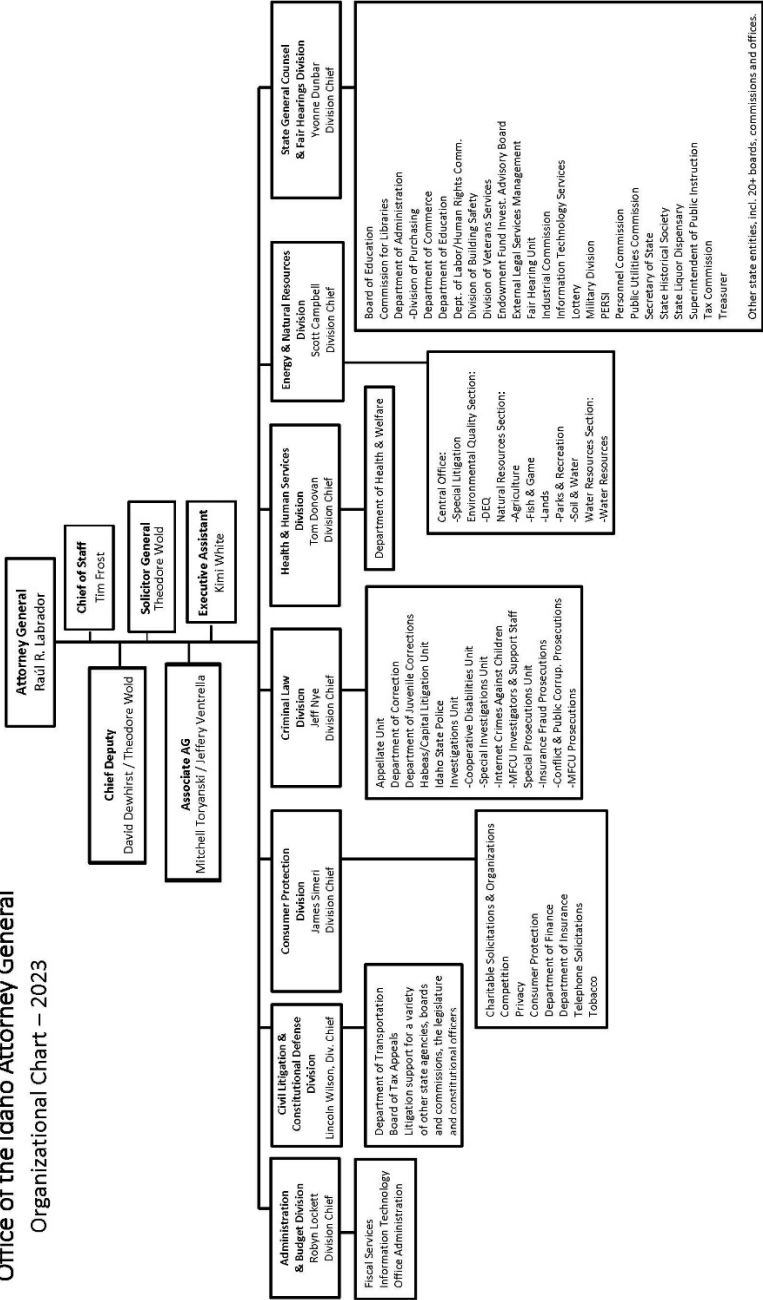 Office of the Idaho Attorney General
Organizational Chart – 2023
Attorney General
Raúl R. Labrador
Chief of Staff
Tim Frost
Chief Deputy
David Dewhirst / Theodore Wold
Solicitor General
Theodore Wold
Associate AG
Mitchell Toryanski / Jeffery Ventrella
Executive Assistant
Kimi White
Administration
& Budget Division
Robyn Lockett
Division Chief
Fiscal Services
Information Technology
Office Administration
Civil Litigation &
Constitutional Defense
Division
Lincoln Wilson, Div. Chief
Department of Transportation
Board of Tax Appeals
Litigation support for a variety
of other state agencies, boards
and commissions, the legislature
and constitutional officers
Consumer Protection
Division
James Simeri
Division Chief
Charitable Solicitations & Organizations
Competition
Privacy
Consumer Protection
Department of Finance
Department of Insurance
Telephone Solicitations
Tobacco
Criminal Law
Division
Jeff Nye
Division Chief
Appellate Unit
Department of Correction
Department of Juvenile Corrections
Habeas/Capital Litigation Unit
Idaho State Police
Investigations Unit
-Cooperative Disabilities Unit
-Special Investigations Unit
-Internet Crimes Against Children
-MFCU Investigators & Support Staff
Special Prosecutions Unit
-Insurance Fraud Prosecutions
-Conflict & Public Corrup. Prosecutions
-MFCU Prosecutions
Health & Human Services
Division
Tom Donovan
Division Chief
Department of Health & Welfare
Energy & Natural Resources
Division
Scott Campbell
Division Chief
Central Office:
-Special Litigation
Environmental Quality Section:
-DEQ
Natural Resources Section:
-Agriculture
-Fish & Game
-Lands
-Parks & Recreation
-Soil & Water
Water Resources Section:
-Water Resources
State General Counsel
& Fair Hearings Division
Yvonne Dunbar
Division Chief
Board of Education
Commission for Libraries
Department of Administration
-Division of Purchasing
Department of Commerce
Department of Education
Dept. of Labor/Human Rights Comm.
Division of Building Safety
Division of Veterans Services
Endowment Fund Invest. Advisory Board
External Legal Services Management
Fair Hearing Unit
Industrial Commission
Information Technology Services
Lottery
Military Division
PERSI
Personnel Commission
Public Utilities Commission
Secretary of State
State Historical Society
State Liquor Dispensary
Superintendent of Public Instruction
Tax Commission
Treasurer
Other state entities, incl. 20+ boards, commissions and offices.